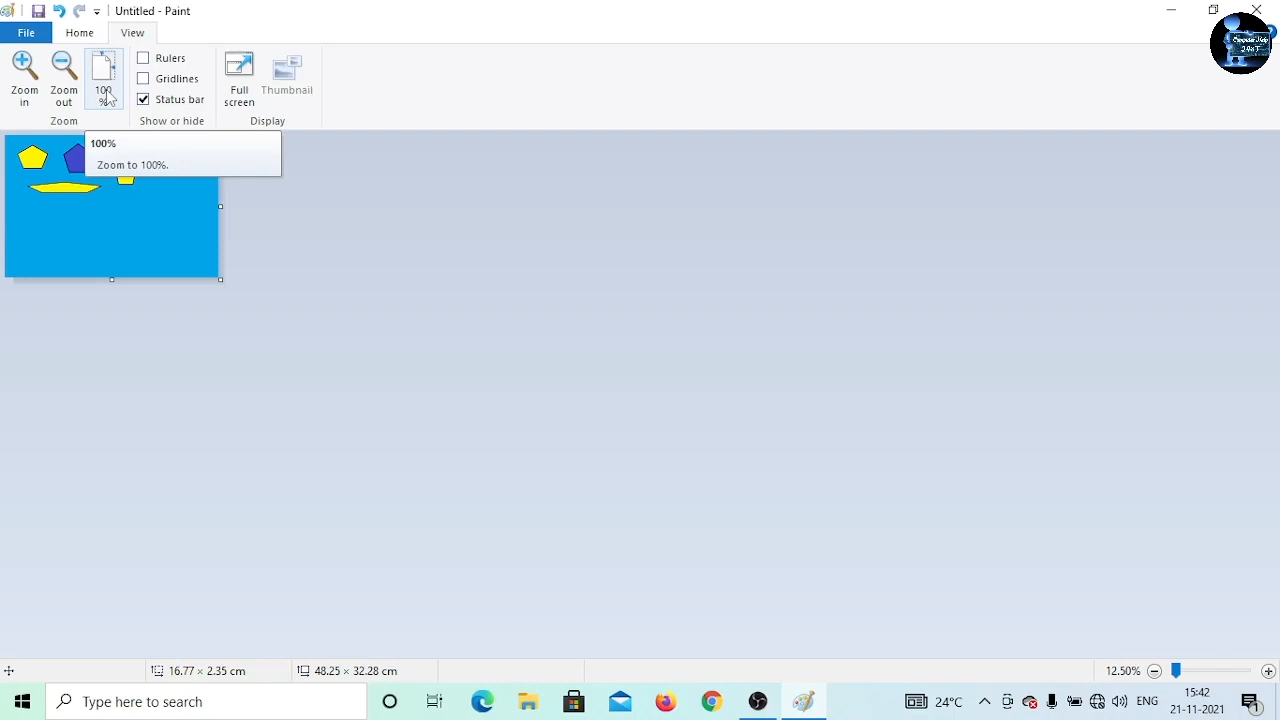 Untitled - Paint
File Home View
Zoom in
Zoom out
100 %
Rulers
Gridlines
Status bar
Full screen
Thumbnail
Zoom
Show or hide
Display
100%
Zoom to 100%.
16.77 × 2.35 cm
48.25 × 32.28 cm
12.50%
Type here to search
24°C
ENG
15:42
21-11-2021
1